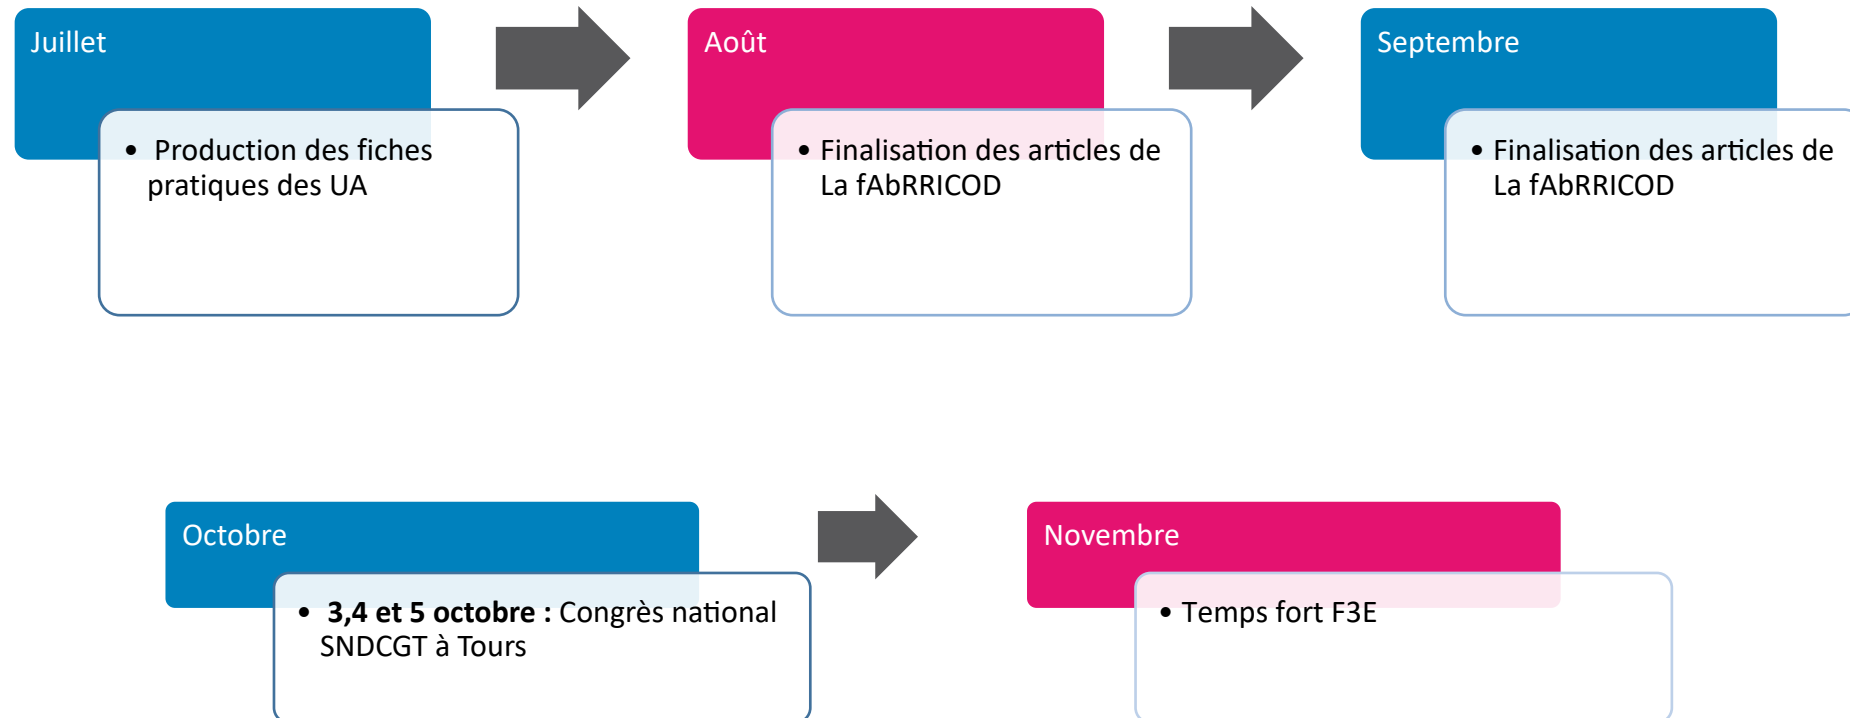 Juillet
• Production des fiches
pratiques des UA
Août
• Finalisation des articles de
La fAbRRICOD
Septembre
• Finalisation des articles de
La fAbRRICOD
Octobre
• 3,4 et 5 octobre : Congrès national
SNDCGT à Tours
Novembre
• Temps fort F3E